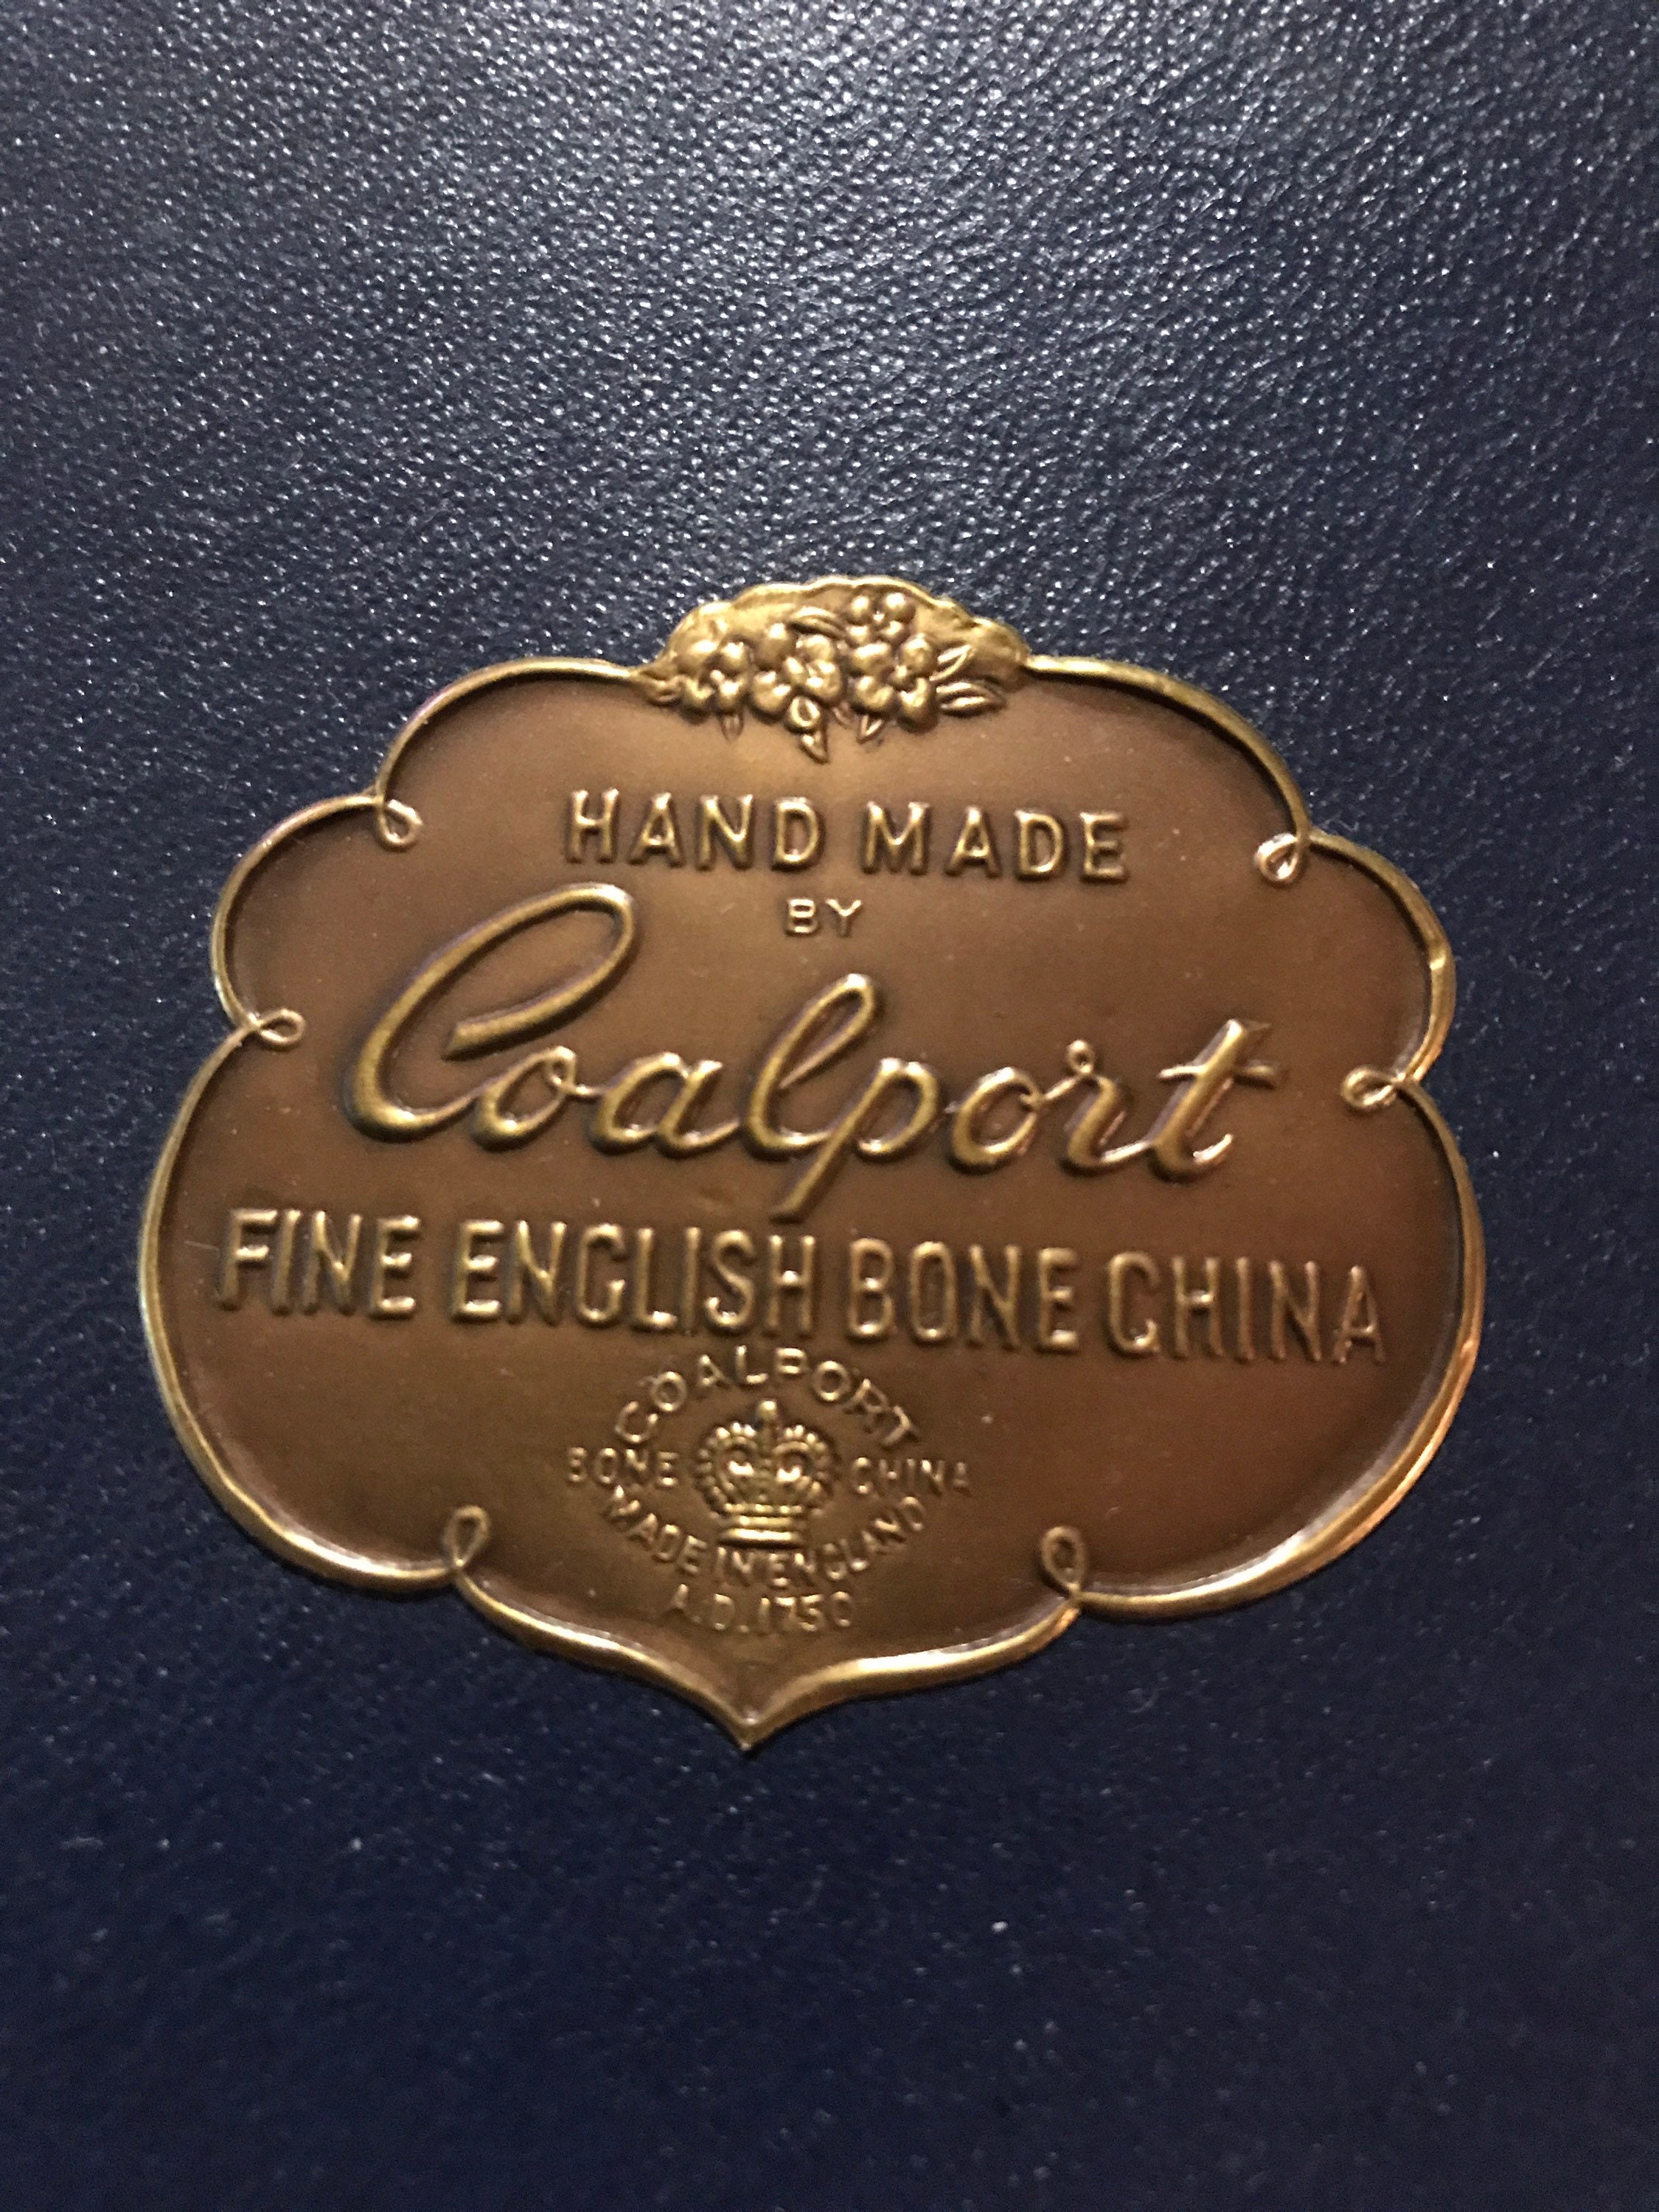 HAND MADE
BY
Coalport
FINE ENGLISH BONE CHINA
COALPORT
BONE CHINA
MADE IN ENGLAND
A.D.1750